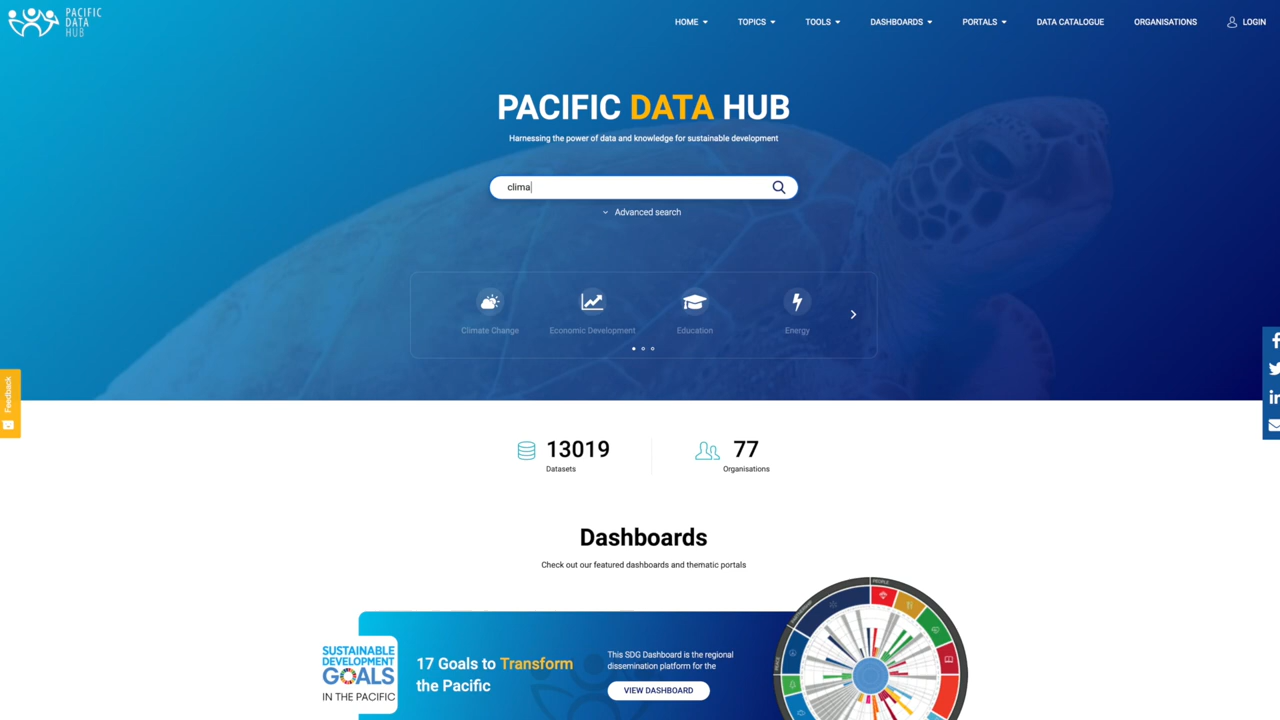 PACIFIC
DATA
HUB
HOME
TOPICS
TOOLS
DASHBOARDS
PORTALS
DATA CATALOGUE
ORGANISATIONS
LOGIN
PACIFIC DATA HUB
Harnessing the power of data and knowledge for sustainable development
clima
Advanced search
Climate Change
Economic Development
Education
Energy
Feedback
13019
Datasets
77
Organisations
Dashboards
Check out our featured dashboards and thematic portals
SUSTAINABLE
DEVELOPMENT
GOALS
IN THE PACIFIC
17 Goals to Transform
the Pacific
This SDG Dashboard is the regional
dissemination platform for the
VIEW DASHBOARD
PEOPLE